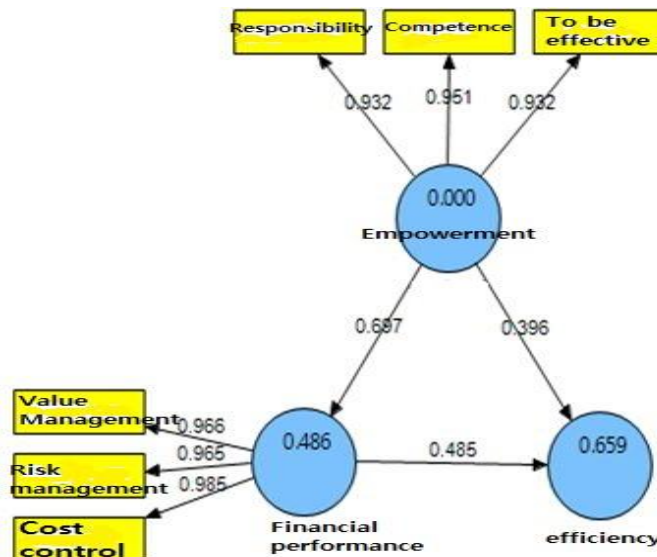 Responsibility
Competence
To be
effective
0.932
0.951
0.932
0.000
Empowerment
0.697
0.396
Value
Management
0.966
Risk
management
0.965
Cost
control
0.985
0.486
Financial
performance
0.485
0.659
efficiency